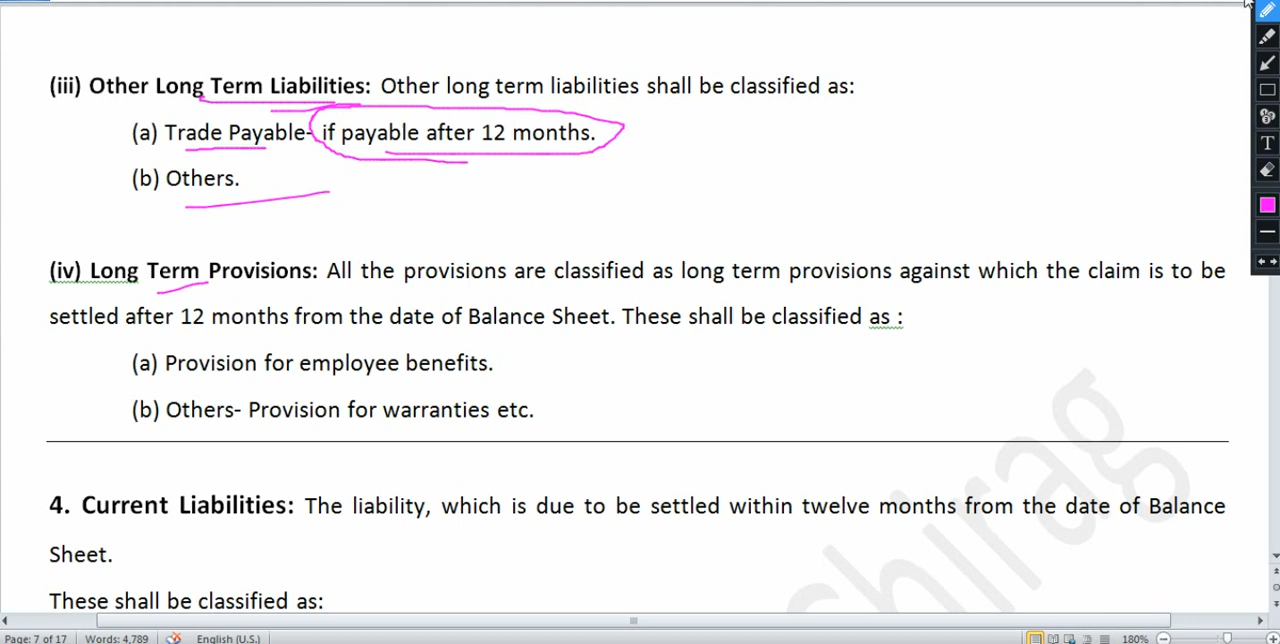 (iii) Other Long Term Liabilities: Other long term liabilities shall be classified as:
(a) Trade Payable- if payable after 12 months.
(b) Others.
(iv) Long Term Provisions: All the provisions are classified as long term provisions against which the claim is to be
settled after 12 months from the date of Balance Sheet. These shall be classified as :
(a) Provision for employee benefits.
(b) Others- Provision for warranties etc.
4. Current Liabilities: The liability, which is due to be settled within twelve months from the date of Balance
Sheet.
These shall be classified as:
Page: 7 of 17 Words: 4,789 English (U.S.) 180%